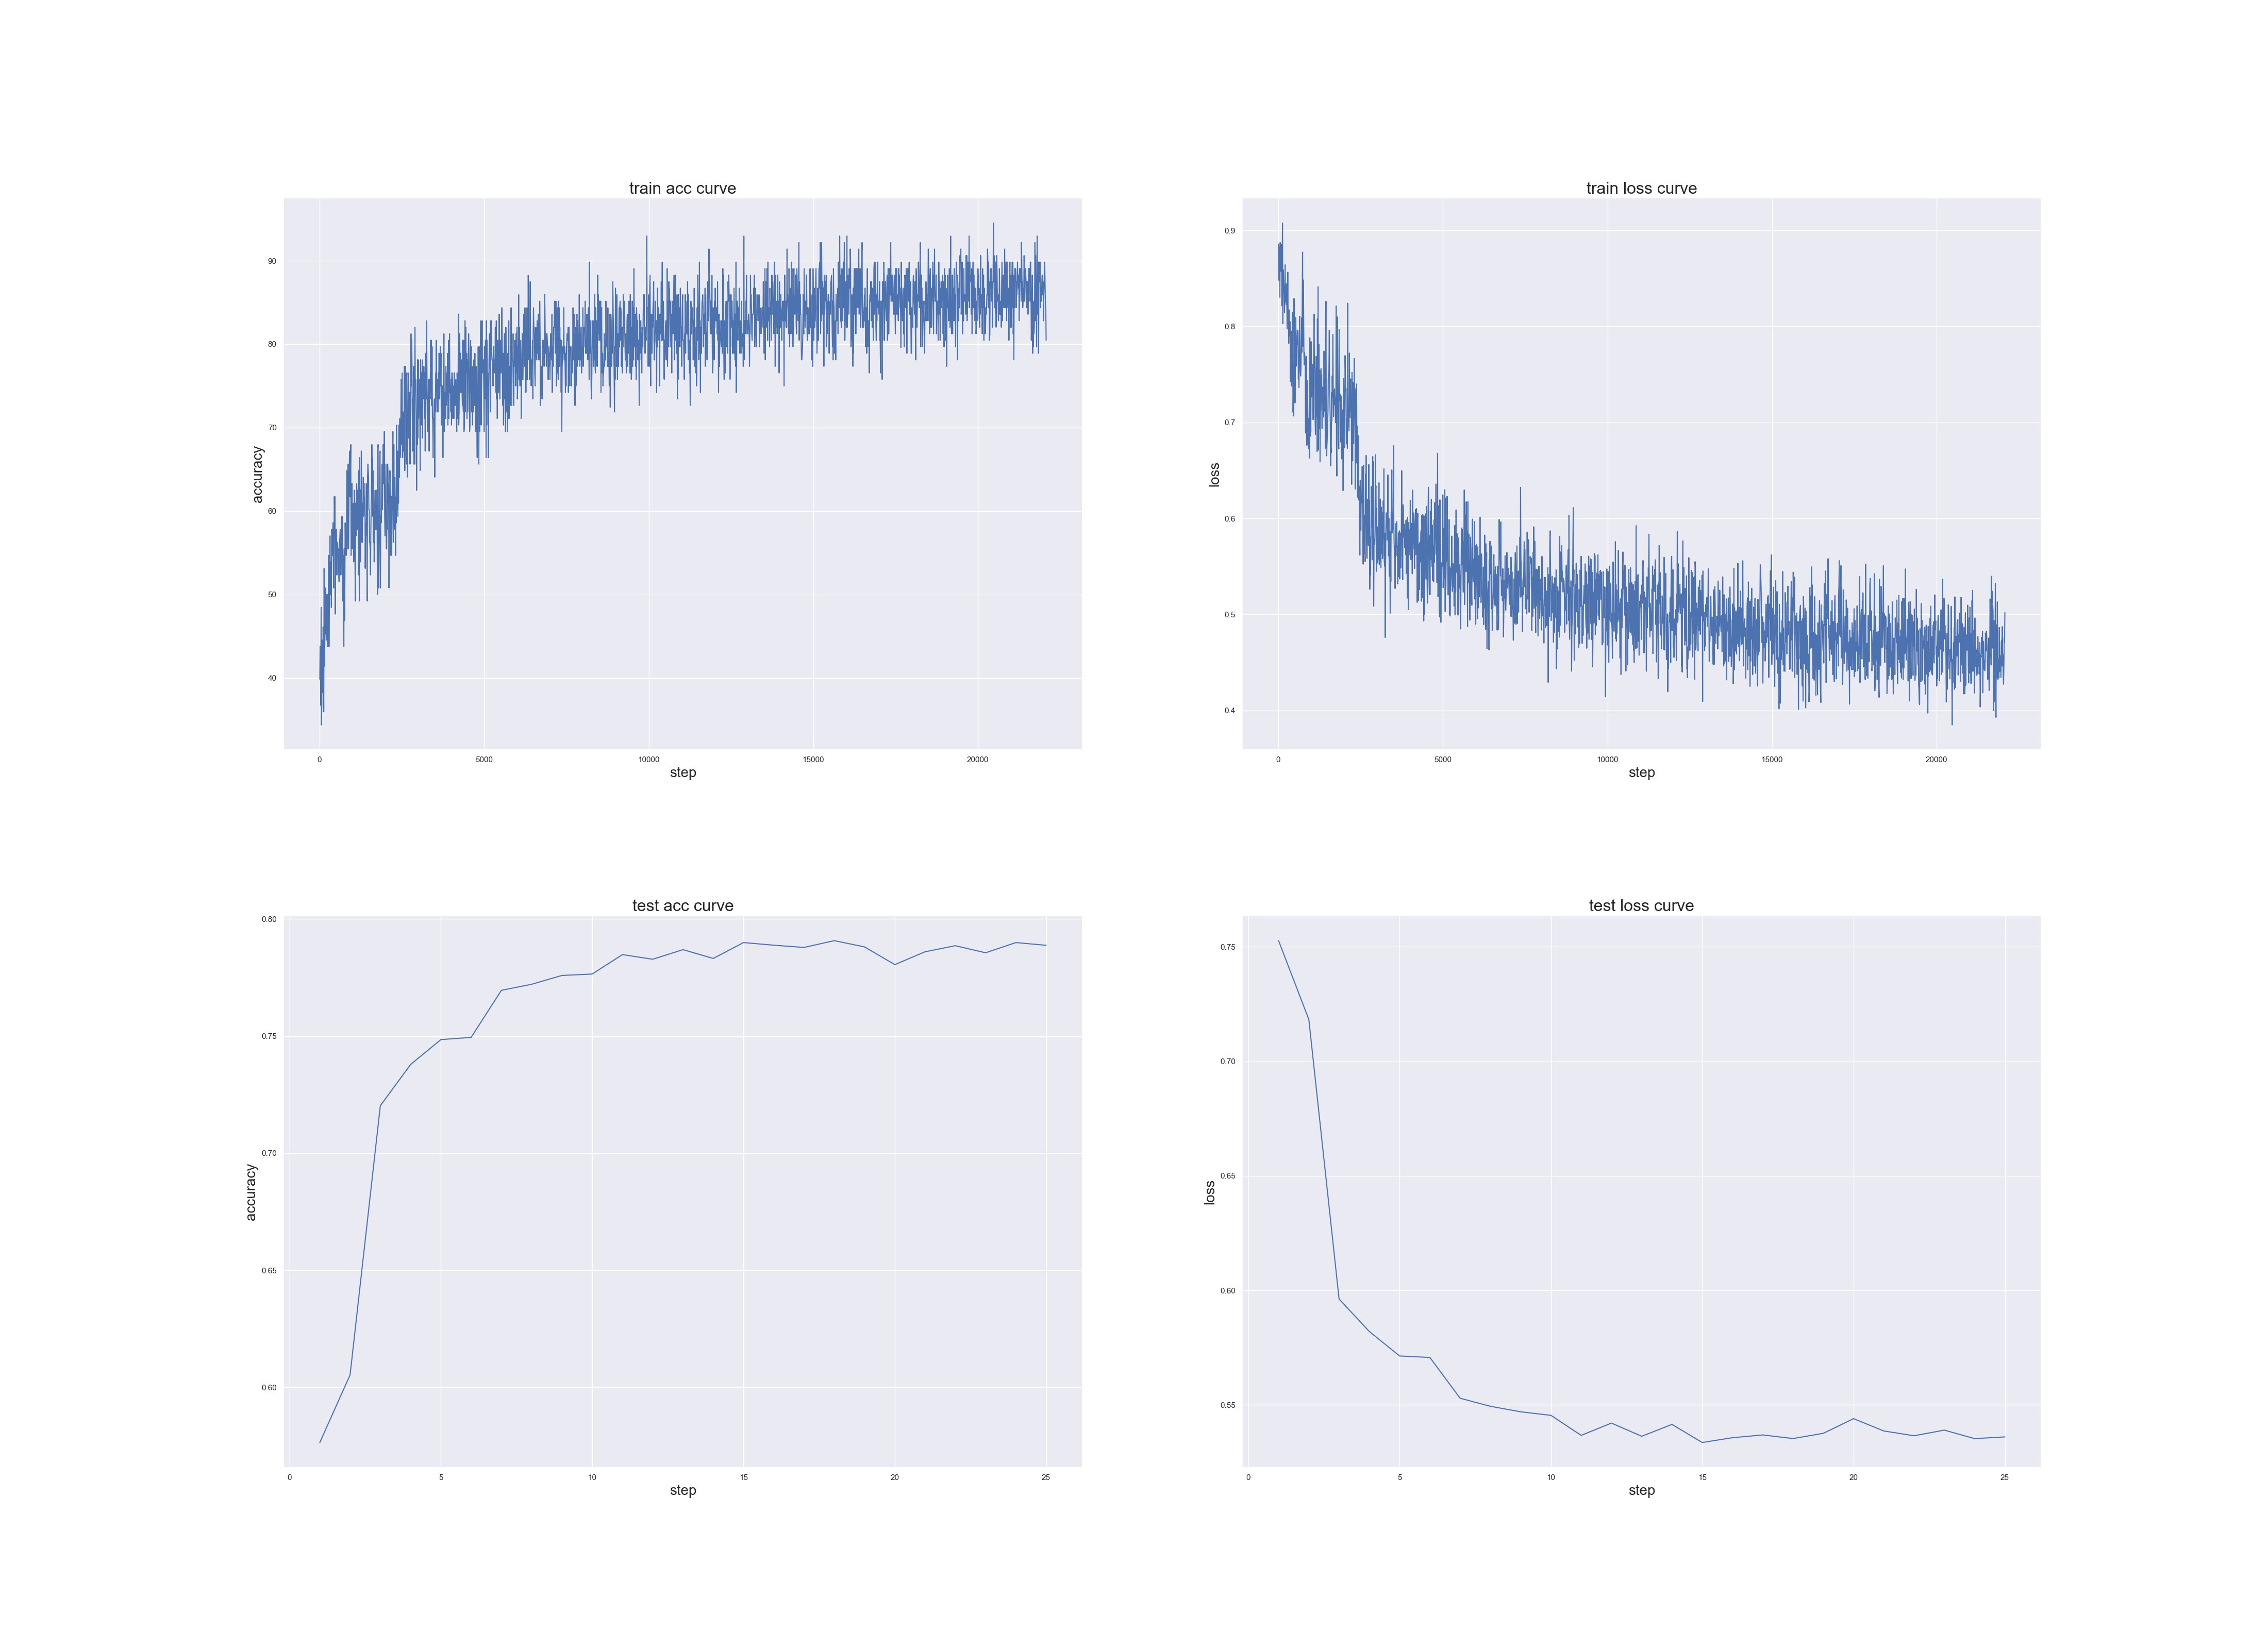 train acc curve
90
80
70
60
50
40
accuracy
0 5000 10000 15000 20000
step
train loss curve
0.9
0.8
0.7
0.6
0.5
0.4
loss
0 5000 10000 15000 20000
step
test acc curve
0.80
0.75
0.70
0.65
0.60
accuracy
0 5 10 15 20 25
step
test loss curve
0.75
0.70
0.65
0.60
0.55
loss
0 5 10 15 20 25
step